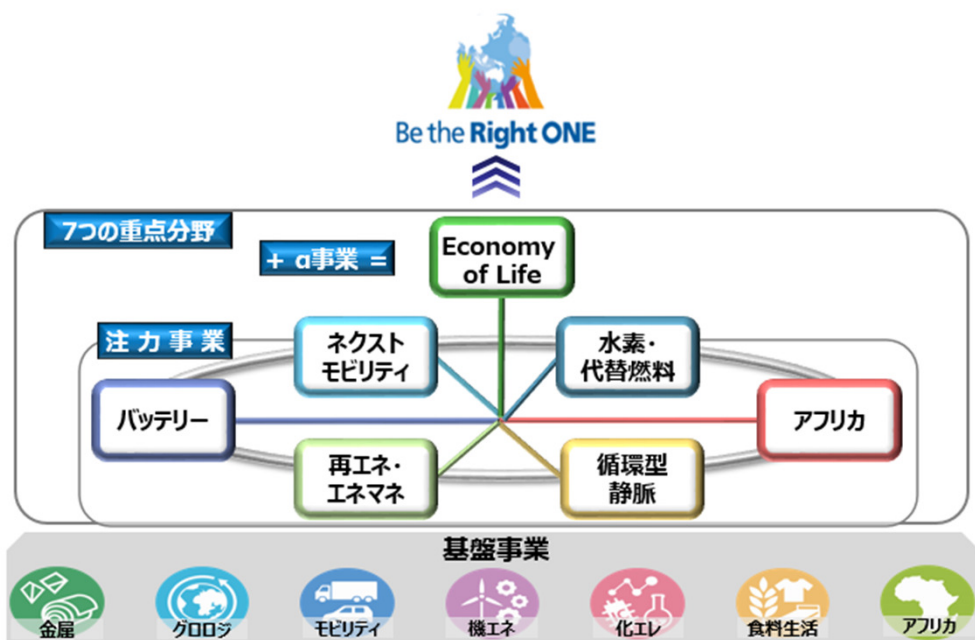 Be the Right ONE
7つの重点分野
+ α事業 =
Economy
of Life
注力事業
ネクスト
モビリティ
水素・
代替燃料
バッテリー
アフリカ
再エネ・
エネマネ
循環型
静脈
基盤事業
金属
グロロジ
モビリティ
機エネ
化エレ
食料生活
アフリカ